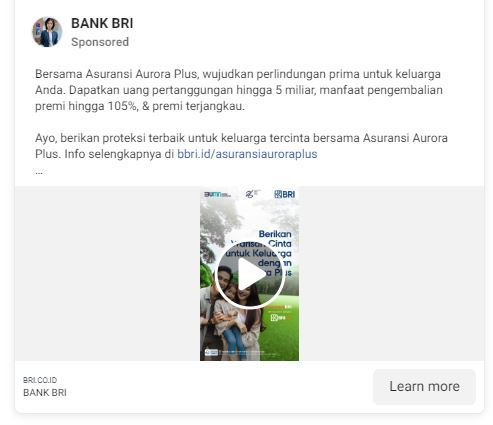 BANK BRI
Sponsored
Bersama Asuransi Aurora Plus, wujudkan perlindungan prima untuk keluarga
Anda. Dapatkan uang pertanggungan hingga 5 miliar, manfaat pengembalian
premi hingga 105%, & premi terjangkau.
Ayo, berikan proteksi terbaik untuk keluarga tercinta bersama Asuransi Aurora
Plus. Info selengkapnya di bbri.id/asuransiauroraplus
...
BUMN
BRI
Berikan
Cinta
untuk Keluarga
dengan
Plus
BRI.CO.ID
BANK BRI
Learn more